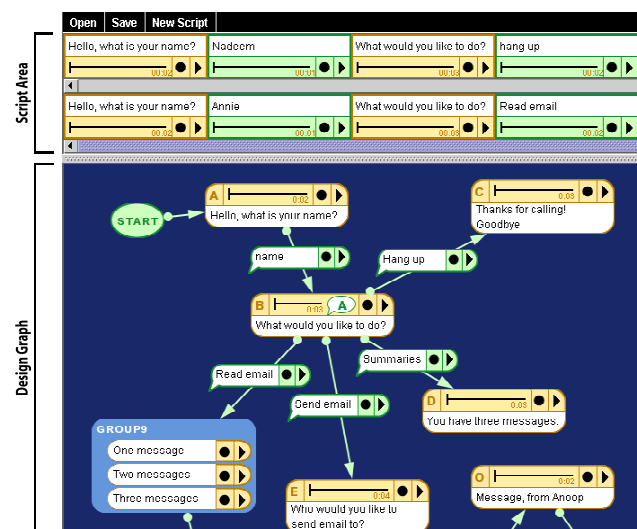 Open Save New Script
Script Area
Hello, what is your name? Nadeem What would you like to do? hang up
00:02 00:01 00:03 00:02
Hello, what is your name? Annie What would you like to do? Read email
00:02 00:01 00:03 00:02
Design Graph
START
A
0:02
Hello, what is your name?
C
0:03
Thanks for calling!
Goodbye
name
Hang up
B
0:03
A
What would you like to do?
Summaries
Read email
D
0:03
You have three messages.
Send email
GROUP9
One message
Two messages
Three messages
E
0:04
Who would you like to
send email to?
O
0:02
Message, from Anoop